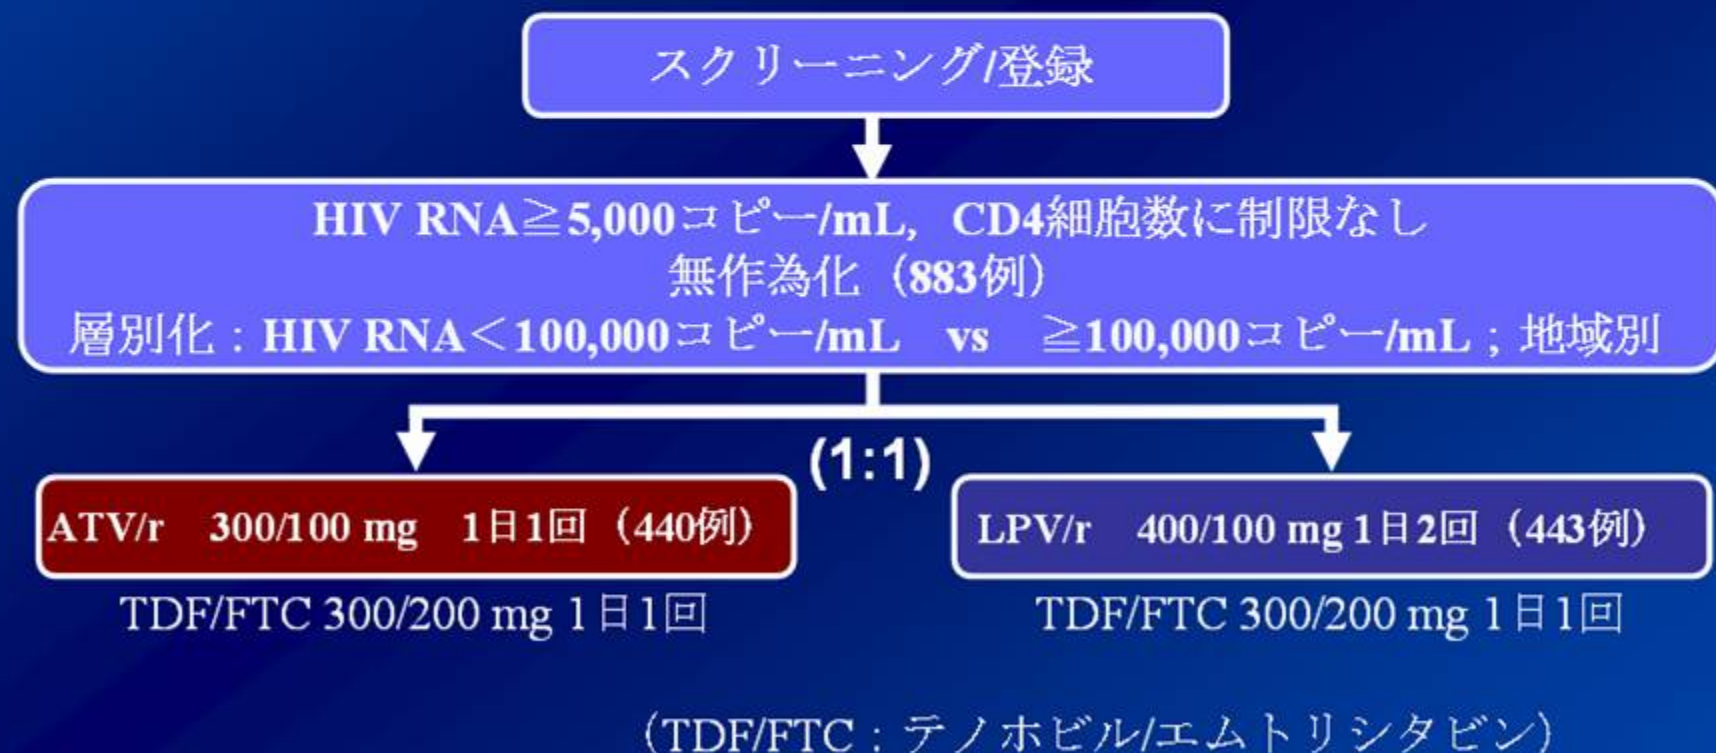 スクリーニング/登録
HIV RNA≧5,000コピー/mL, CD4細胞数に制限なし
無作為化（883例）
層別化：HIV RNA＜100,000コピー/mL　vs　≧100,000コピー/mL；地域別
(1:1)
ATV/r　300/100 mg　1日1回（440例）
LPV/r　400/100 mg 1日2回（443例）
TDF/FTC 300/200 mg 1日1回
TDF/FTC 300/200 mg 1日1回
（TDF/FTC：テノホビル/エムトリシタビン）